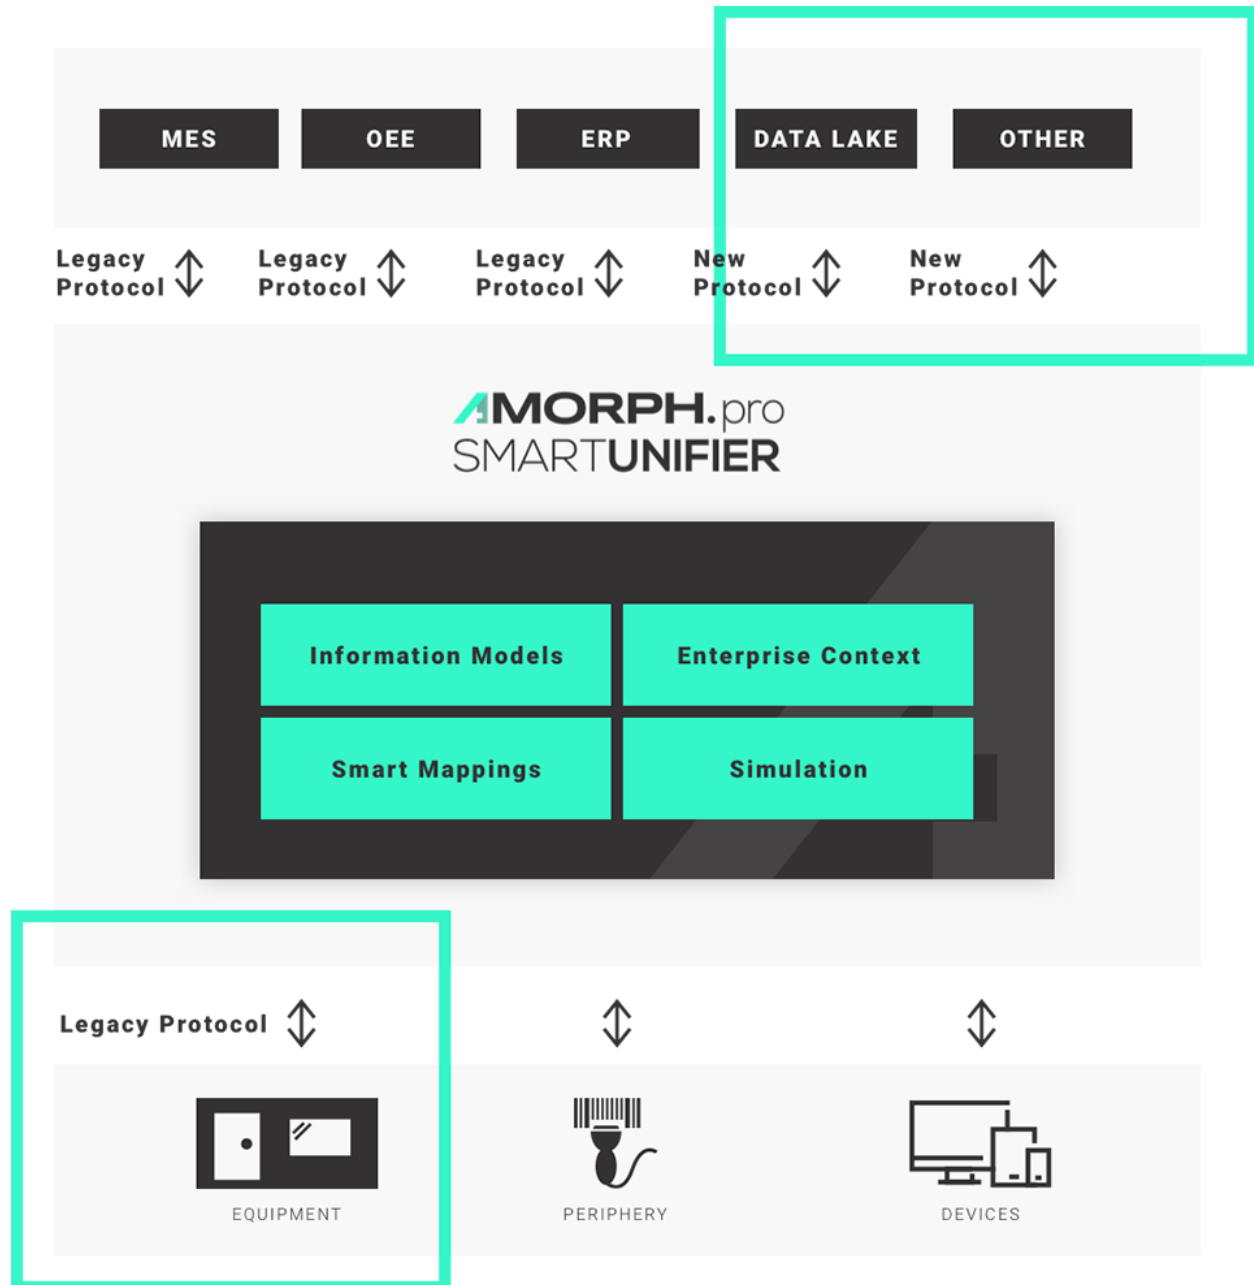 MES
OEE
ERP
DATA LAKE
OTHER
Legacy
Protocol
Legacy
Protocol
Legacy
Protocol
New
Protocol
New
Protocol
AMORPH.pro
SMARTUNIFIER
Information Models
Enterprise Context
Smart Mappings
Simulation
Legacy Protocol
EQUIPMENT
PERIPHERY
DEVICES